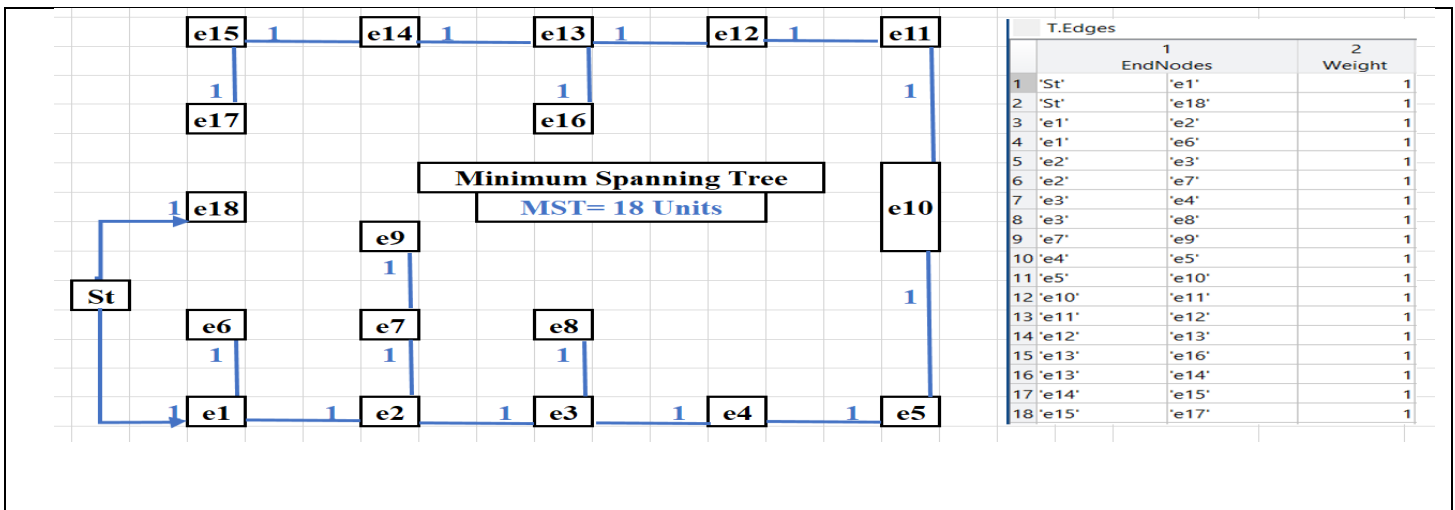 e15 1 e14 1 e13 1 e12 1 e11
1 1 1
e17 e16
Minimum Spanning Tree
1 e18 MST= 18 Units e10
e9
1
St 1
e6 e7 e8
1 1 1
1 e1 1 e2 1 e3 1 e4 1 e5
T.Edges
1 2
EndNodes Weight
1 'St' 'e1' 1
2 'St' 'e18' 1
3 'e1' 'e2' 1
4 'e1' 'e6' 1
5 'e2' 'e3' 1
6 'e2' 'e7' 1
7 'e3' 'e4' 1
8 'e3' 'e8' 1
9 'e7' 'e9' 1
10 'e4' 'e5' 1
11 'e5' 'e10' 1
12 'e10' 'e11' 1
13 'e11' 'e12' 1
14 'e12' 'e13' 1
15 'e13' 'e16' 1
16 'e13' 'e14' 1
17 'e14' 'e15' 1
18 'e15' 'e17' 1